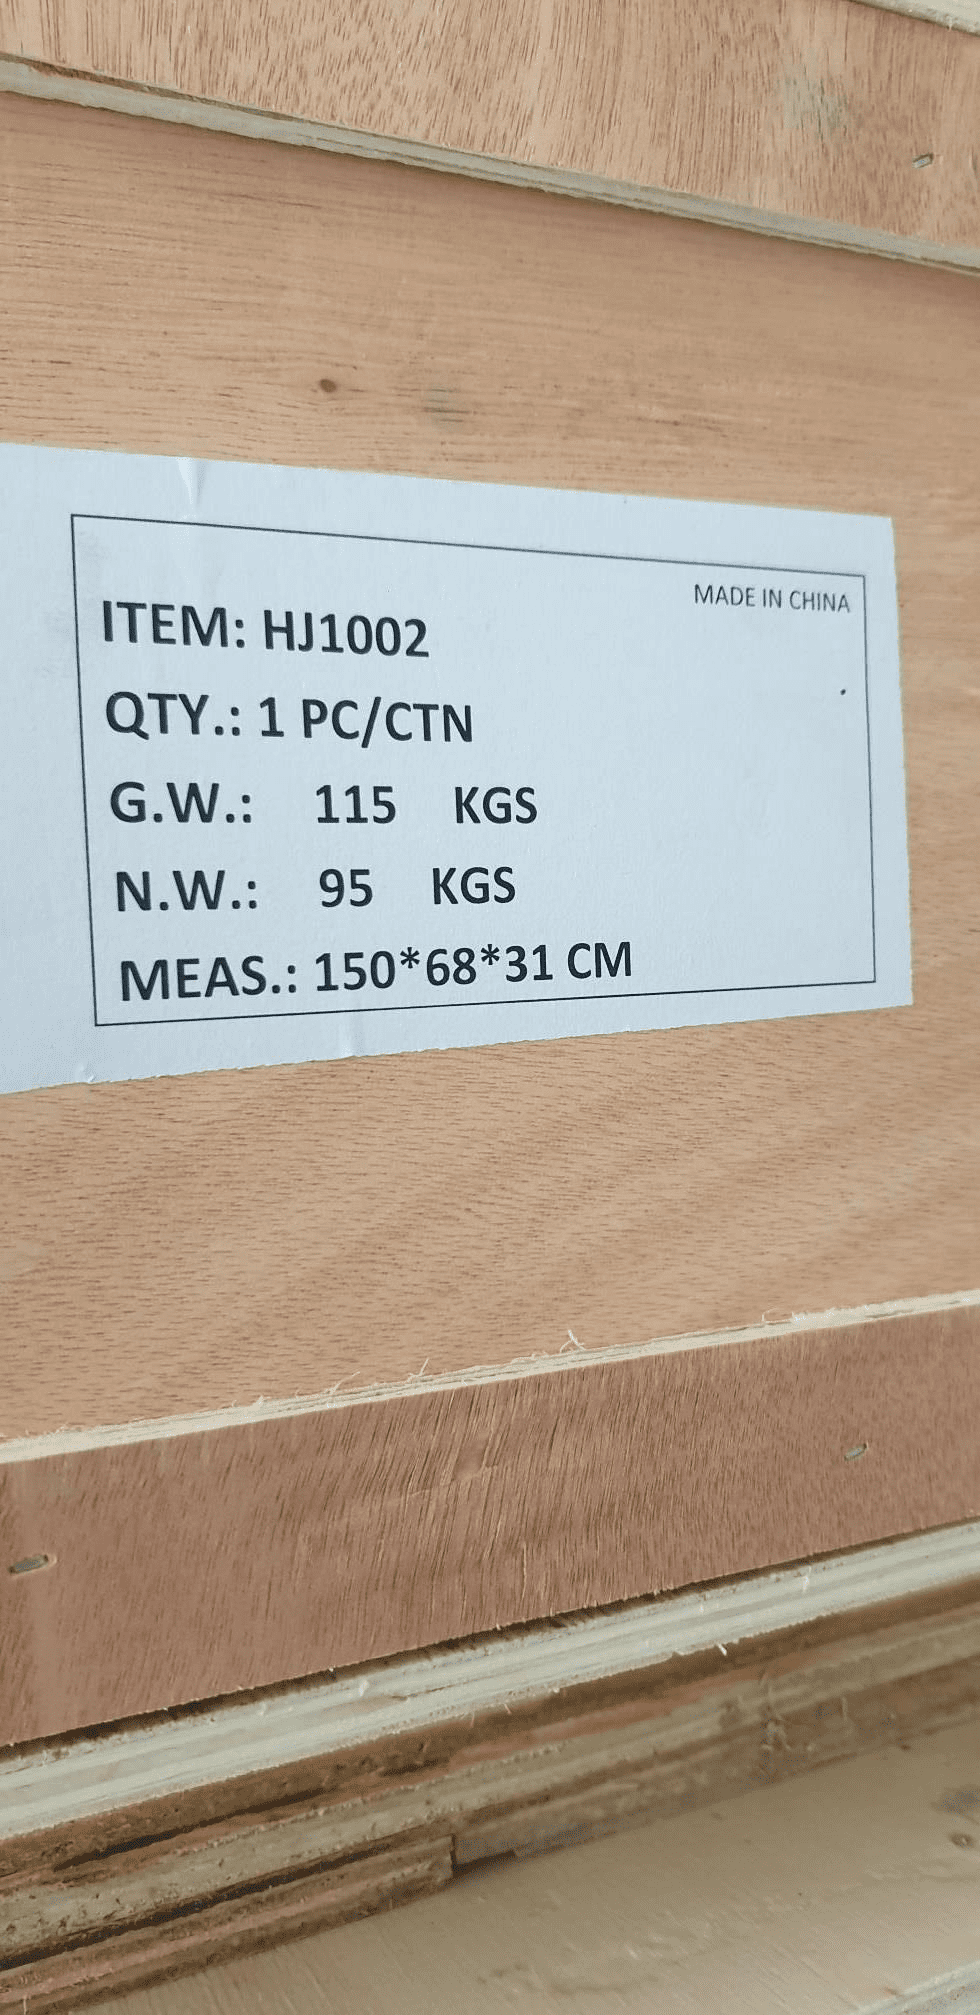 MADE IN CHINA
ITEM: HJ1002
QTY.: 1 PC/CTN
G.W.: 115 KGS
N.W.: 95 KGS
MEAS.: 150*68*31 CM